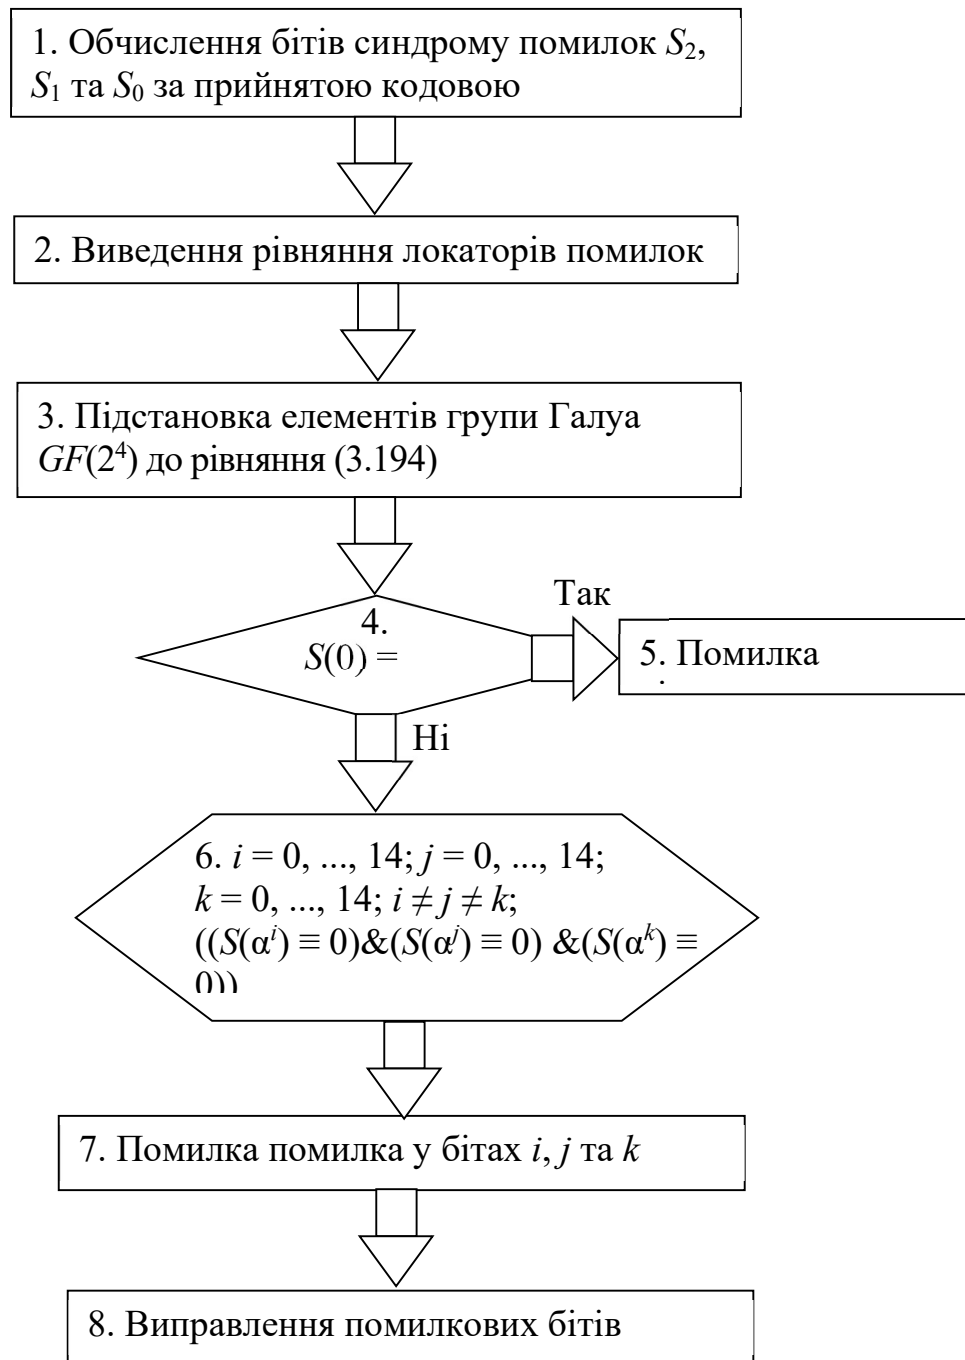 1. Обчислення бітів синдрому помилок S₂,
S₁ та S₀ за прийнятою кодовою
2. Виведення рівняння локаторів помилок
3. Підстановка елементів групи Галуа
GF(2⁴) до рівняння (3.194)
4.
S(0) =
Так
5. Помилка
Ні
6. i = 0, ..., 14; j = 0, ..., 14;
k = 0, ..., 14; i ≠ j ≠ k;
((S(αⁱ) ≡ 0)&(S(αʲ) ≡ 0) &(S(αᵏ) ≡
0))
7. Помилка помилка у бітах i, j та k
8. Виправлення помилкових бітів